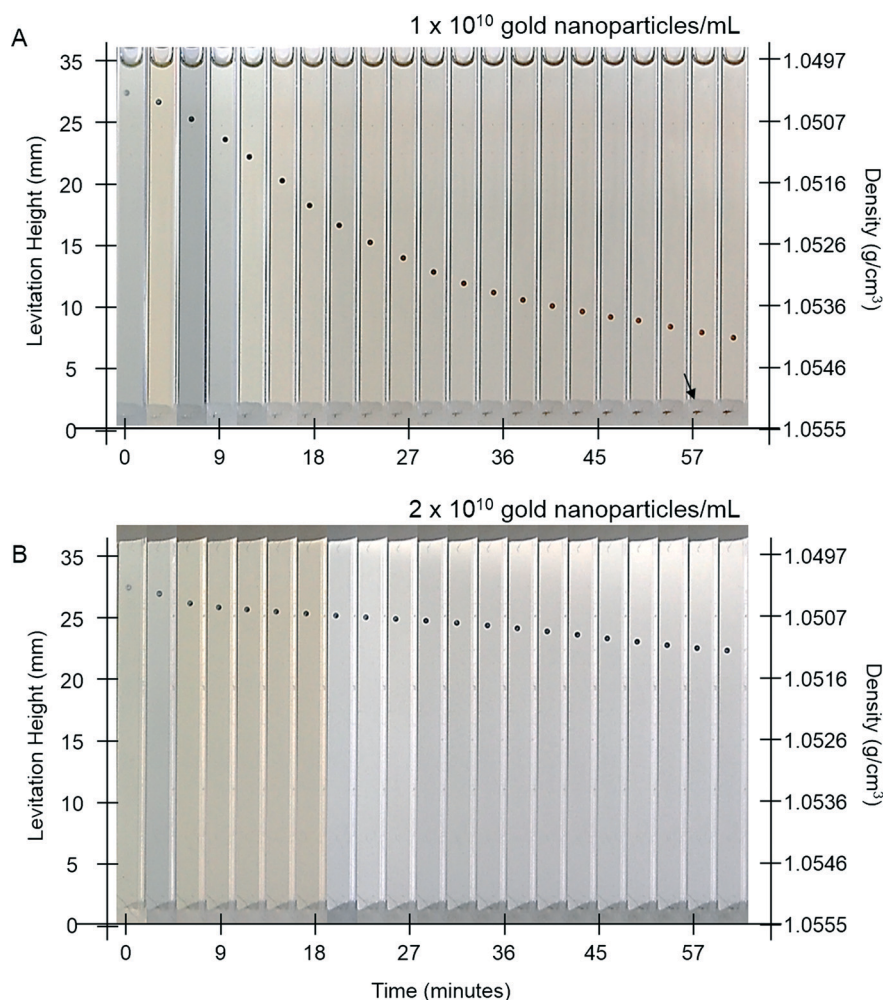 1 x 10¹⁰ gold nanoparticles/mL
A
35
25
20
15
10
5
0
Levitation Height (mm)
1.0497
1.0507
1.0516
1.0526
1.0536
1.0546
1.0555
Density (g/cm³)
0 9 18 27 36 45 57
2 x 10¹⁰ gold nanoparticles/mL
B
35
25
20
15
10
5
0
Levitation Height (mm)
1.0497
1.0507
1.0516
1.0526
1.0536
1.0546
1.0555
Density (g/cm³)
0 9 18 27 36 45 57
Time (minutes)